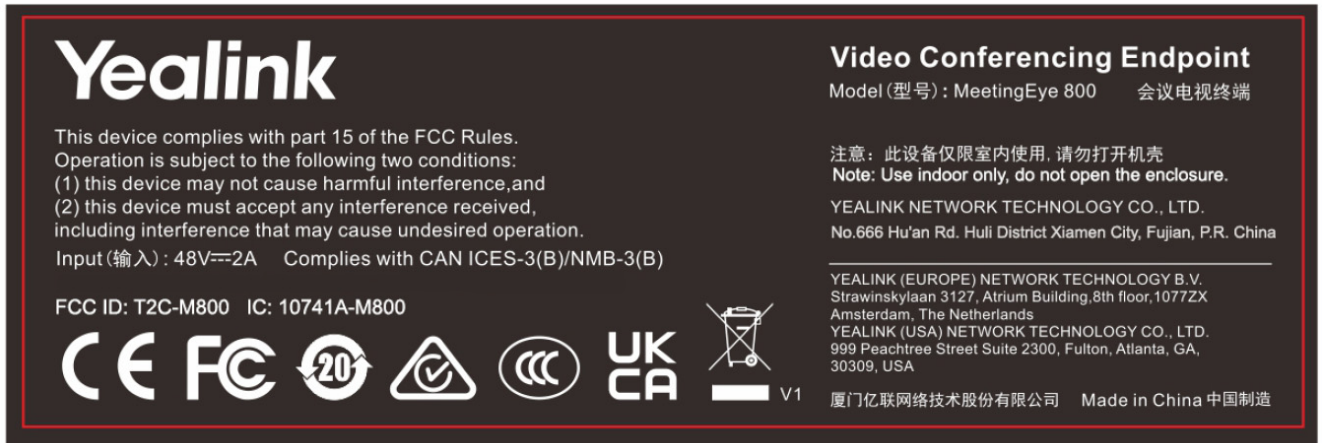 Yealink
This device complies with part 15 of the FCC Rules.
Operation is subject to the following two conditions:
(1) this device may not cause harmful interference,and
(2) this device must accept any interference received,
including interference that may cause undesired operation.
Input(输入): 48V⎓2A Complies with CAN ICES-3(B)/NMB-3(B)
FCC ID: T2C-M800 IC: 10741A-M800
CE FC 20 CCC UK CA V1
Video Conferencing Endpoint
Model(型号): MeetingEye 800 会议电视终端
注意：此设备仅限室内使用, 请勿打开机壳
Note: Use indoor only, do not open the enclosure.
YEALINK NETWORK TECHNOLOGY CO., LTD.
No.666 Hu'an Rd. Huli District Xiamen City, Fujian, P.R. China
YEALINK (EUROPE) NETWORK TECHNOLOGY B.V.
Strawinskylaan 3127, Atrium Building,8th floor,1077ZX
Amsterdam, The Netherlands
YEALINK (USA) NETWORK TECHNOLOGY CO., LTD.
999 Peachtree Street Suite 2300, Fulton, Atlanta, GA,
30309, USA
厦门亿联网络技术股份有限公司 Made in China 中国制造